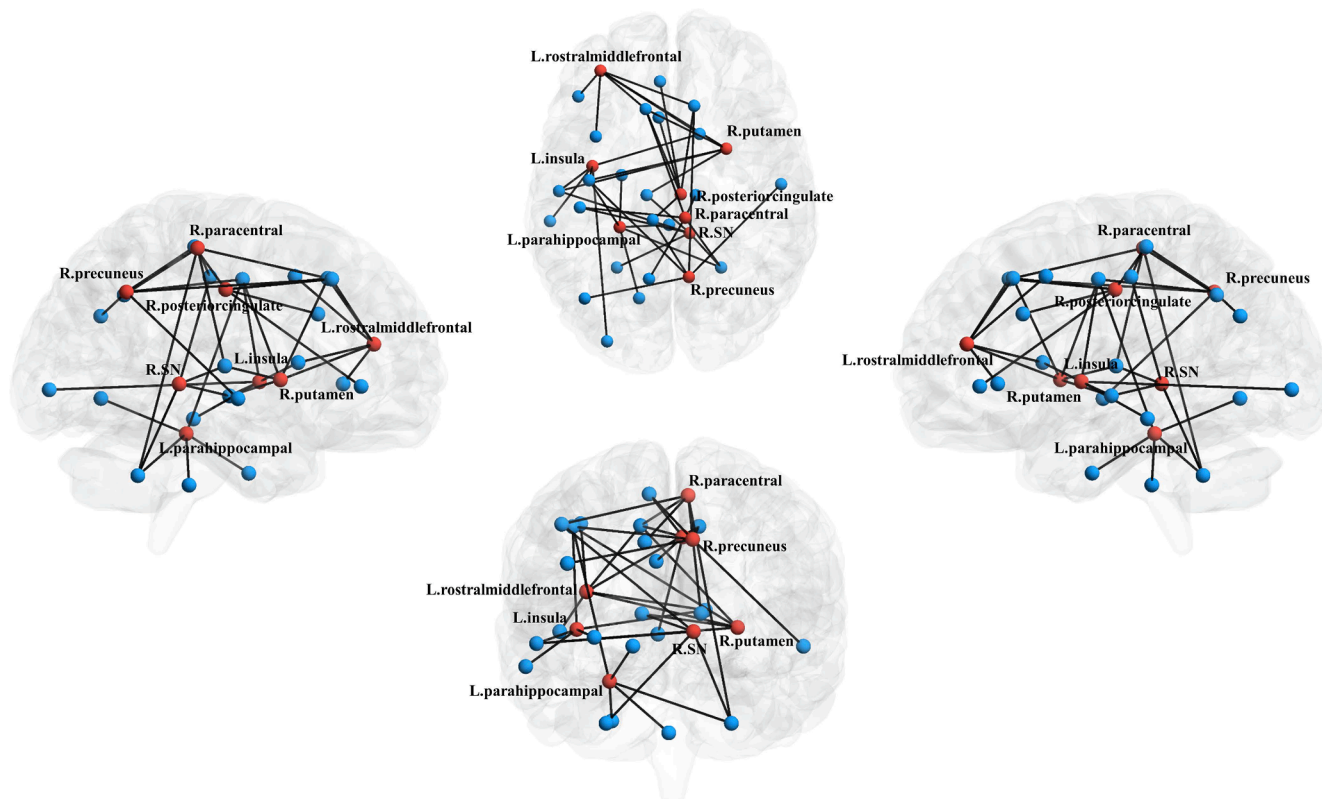 L.rostralmiddlefrontal
R.putamen
L.insula
R.posteriorcingulate
R.paracentral
R.SN
L.parahippocampal
R.precuneus
R.paracentral
R.precuneus
R.posteriorcingulate
L.rostralmiddlefrontal
L.insula
R.SN
R.putamen
L.parahippocampal
R.paracentral
R.precuneus
R.posteriorcingulate
L.rostralmiddlefrontal
L.insula
R.SN
R.putamen
L.parahippocampal
R.paracentral
R.precuneus
L.rostralmiddlefrontal
L.insula
R.putamen
R.SN
L.parahippocampal